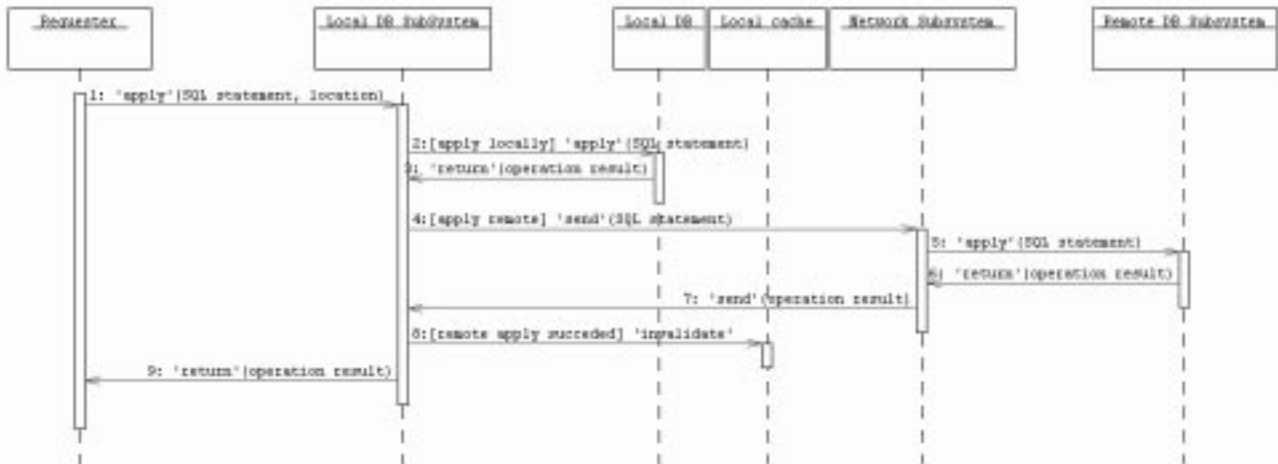 Requester
Local DB SubSystem
Local DB
Local cache
Network Subsystem
Remote DB Subsystem
1: 'apply'(SQL statement, location)
2:[apply locally] 'apply'(SQL statement)
3: 'return'(operation result)
4:[apply remote] 'send'(SQL statement)
5: 'apply'(SQL statement)
6: 'return'(operation result)
7: 'send'(operation result)
8:[remote apply succeded] 'invalidate'
9: 'return'(operation result)